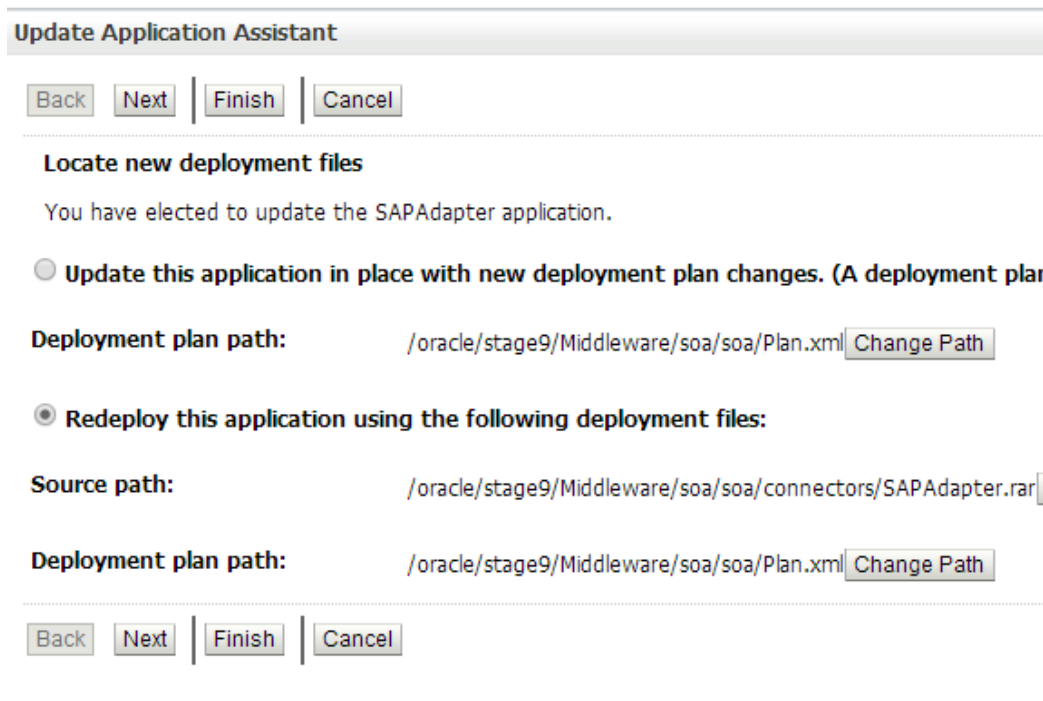 Update Application Assistant
Back Next Finish Cancel
Locate new deployment files
You have elected to update the SAPAdapter application.
Update this application in place with new deployment plan changes. (A deployment plan
Deployment plan path: /oracle/stage9/Middleware/soa/soa/Plan.xml Change Path
Redeploy this application using the following deployment files:
Source path: /oracle/stage9/Middleware/soa/soa/connectors/SAPAdapter.rar
Deployment plan path: /oracle/stage9/Middleware/soa/soa/Plan.xml Change Path
Back Next Finish Cancel